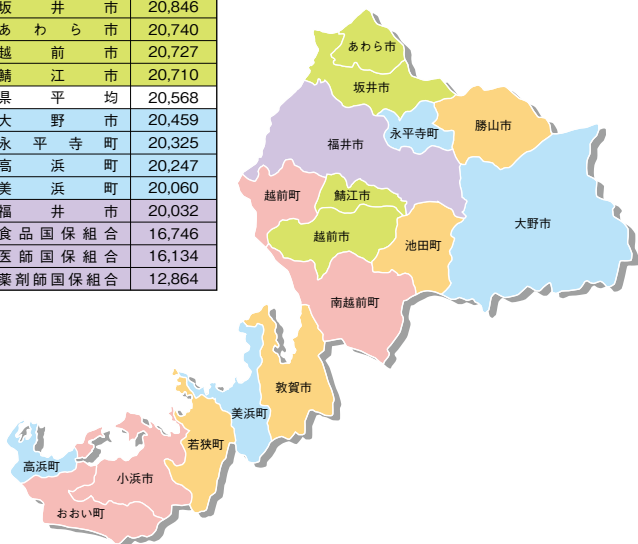 坂井市 20,846
あわら市 20,740
越前市 20,727
鯖江市 20,710
県平均 20,568
大野市 20,459
永平寺町 20,325
高浜町 20,247
美浜町 20,060
福井市 20,032
食品国保組合 16,746
医師国保組合 16,134
薬剤師国保組合 12,864
あわら市
坂井市
永平寺町
勝山市
福井市
越前町
鯖江市
大野市
越前市
池田町
南越前町
敦賀市
美浜町
若狭町
高浜町
小浜市
おおい町